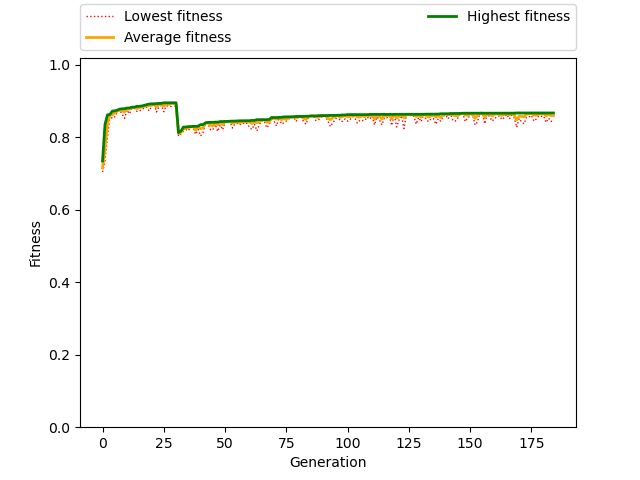 Lowest fitness
Average fitness
Highest fitness
1.0
0.8
0.6
0.4
0.2
0.0
Fitness
0 25 50 75 100 125 150 175
Generation